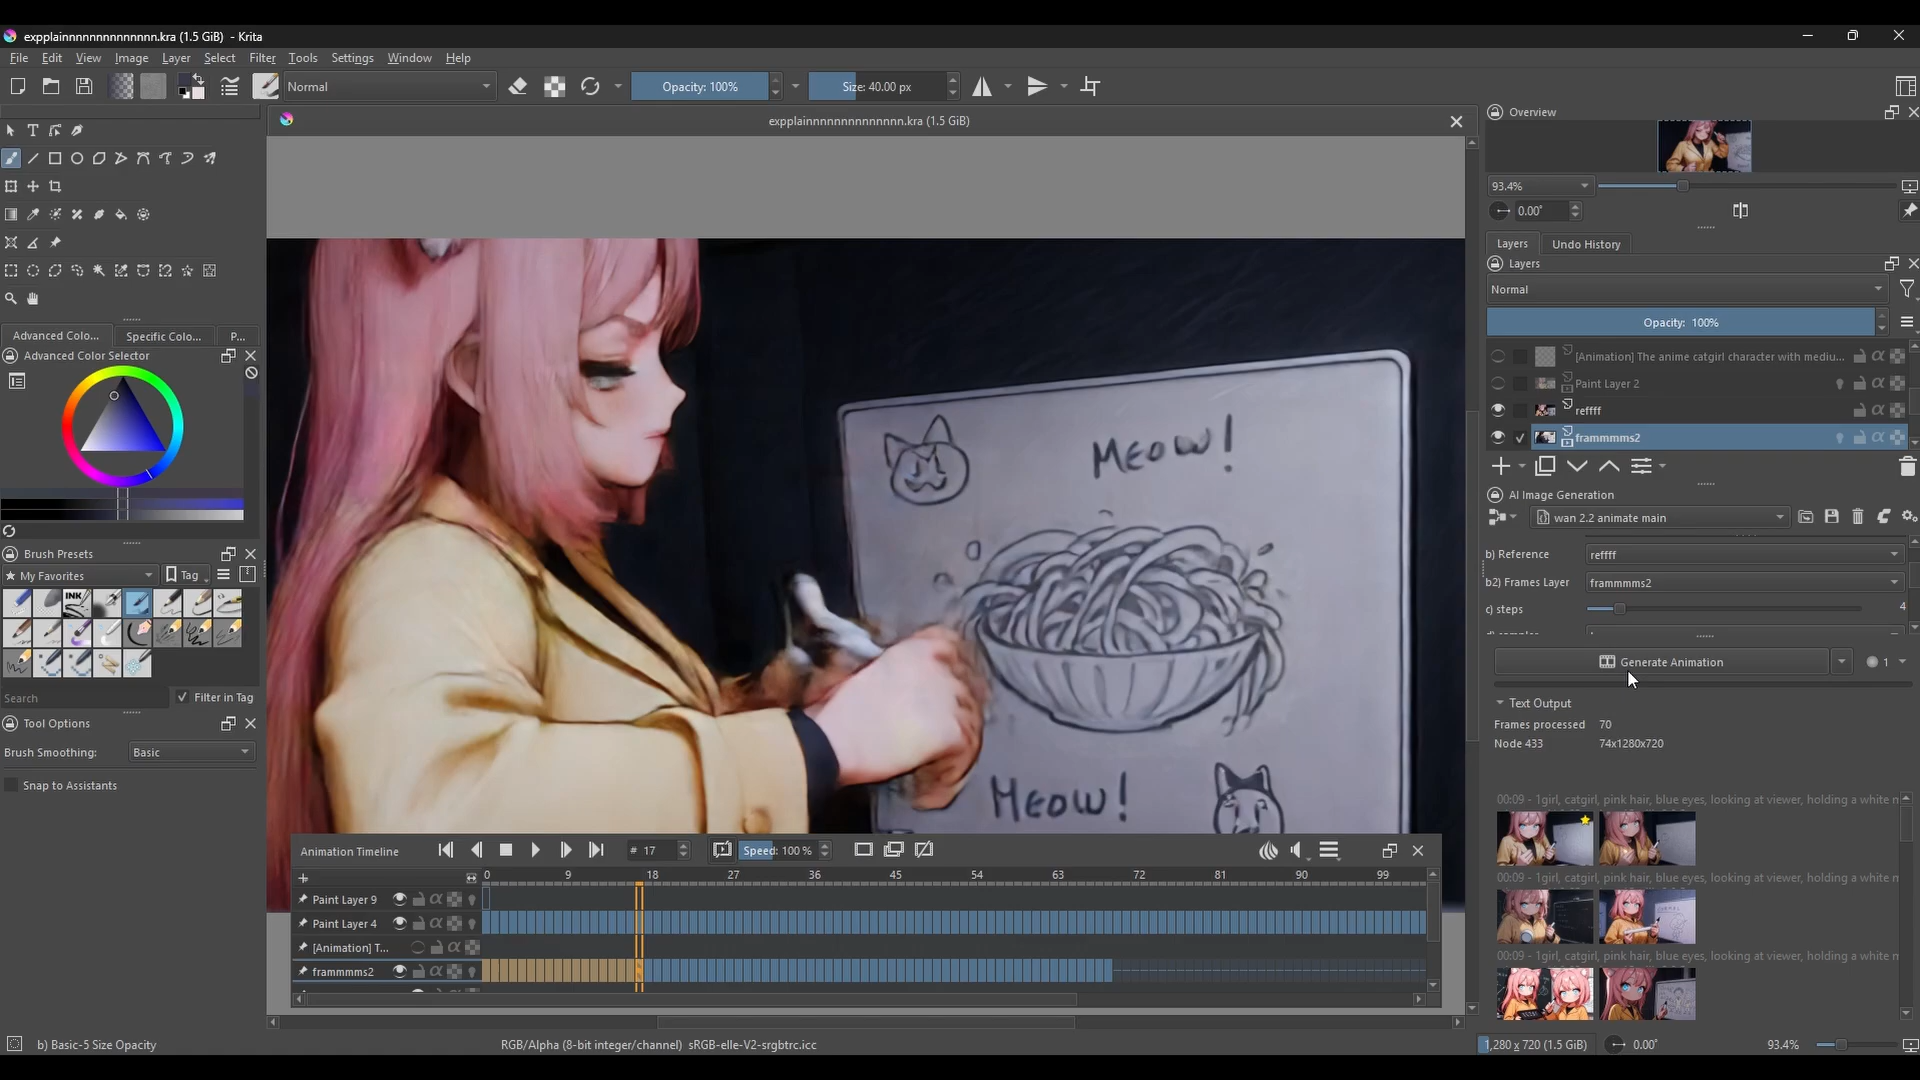 expplainnnnnnnnnnnnnn.kra (1.5 GiB) - Krita
File Edit View Image Layer Select Filter Tools Settings Window Help
Normal Opacity: 100% Size: 40.00 px
expplainnnnnnnnnnnnnn.kra (1.5 GiB)
Advanced Colo... Specific Colo... P...
Advanced Color Selector
Brush Presets
My Favorites Tag
INK
Search Filter in Tag
Tool Options
Brush Smoothing: Basic
Snap to Assistants
MEOW!
MEOW!
Animation Timeline # 17 Speed: 100 %
0 9 18 27 36 45 54 63 72 81 90 99
Paint Layer 9
Paint Layer 4
[Animation] T...
frammmms2
Overview
93.4%
0.00°
Layers Undo History
Layers
Normal
Opacity: 100%
[Animation] The anime catgirl character with mediu...
Paint Layer 2
reffff
frammmms2
AI Image Generation
wan 2.2 animate main
b) Reference reffff
b2) Frames Layer frammmms2
c) steps 4
Generate Animation 1
Text Output
Frames processed 70
Node 433 74x1280x720
00:09 - 1girl, catgirl, pink hair, blue eyes, looking at viewer, holding a white n
00:09 - 1girl, catgirl, pink hair, blue eyes, looking at viewer, holding a white n
00:09 - 1girl, catgirl, pink hair, blue eyes, looking at viewer, holding a white n
b) Basic-5 Size Opacity RGB/Alpha (8-bit integer/channel) sRGB-elle-V2-srgbtrc.icc 1,280 x 720 (1.5 GiB) 0.00° 93.4%